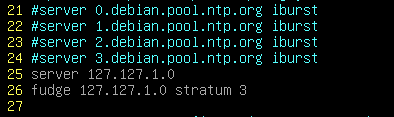 21 #server 0.debian.pool.ntp.org iburst
22 #server 1.debian.pool.ntp.org iburst
23 #server 2.debian.pool.ntp.org iburst
24 #server 3.debian.pool.ntp.org iburst
25 server 127.127.1.0
26 fudge 127.127.1.0 stratum 3
27